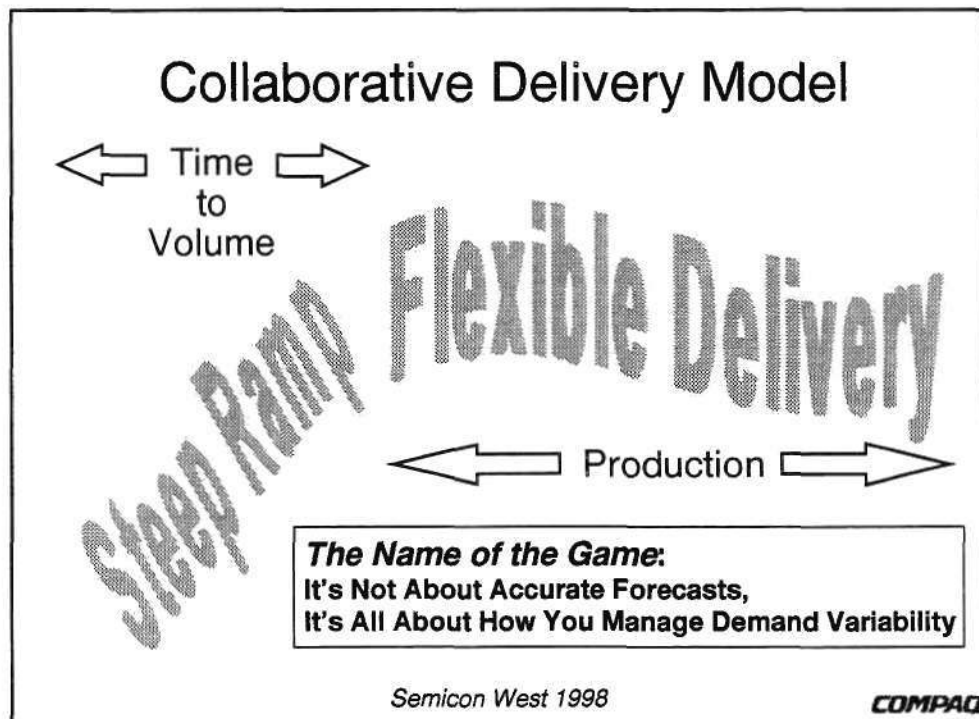 Collaborative Delivery Model
Time
to
Volume
Steep Ramp
Flexible Delivery
Production
The Name of the Game:
It's Not About Accurate Forecasts,
It's All About How You Manage Demand Variability
Semicon West 1998
COMPAQ